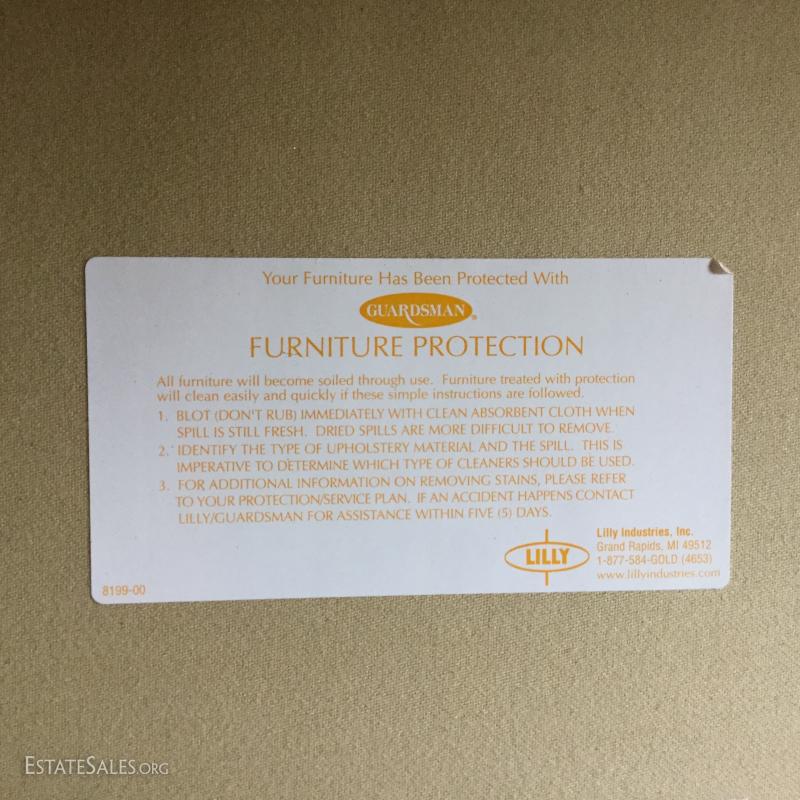 Your Furniture Has Been Protected With
GUARDSMAN®
FURNITURE PROTECTION
All furniture will become soiled through use. Furniture treated with protection
will clean easily and quickly if these simple instructions are followed.
1. BLOT (DON'T RUB) IMMEDIATELY WITH CLEAN ABSORBENT CLOTH WHEN
SPILL IS STILL FRESH. DRIED SPILLS ARE MORE DIFFICULT TO REMOVE.
2. IDENTIFY THE TYPE OF UPHOLSTERY MATERIAL AND THE SPILL. THIS IS
IMPERATIVE TO DETERMINE WHICH TYPE OF CLEANERS SHOULD BE USED.
3. FOR ADDITIONAL INFORMATION ON REMOVING STAINS, PLEASE REFER
TO YOUR PROTECTION/SERVICE PLAN. IF AN ACCIDENT HAPPENS CONTACT
LILLY/GUARDSMAN FOR ASSISTANCE WITHIN FIVE (5) DAYS.
LILLY
Lilly Industries, Inc.
Grand Rapids, MI 49512
1-877-584-GOLD (4653)
www.lillyindustries.com
8199-00
ESTATESALES.ORG